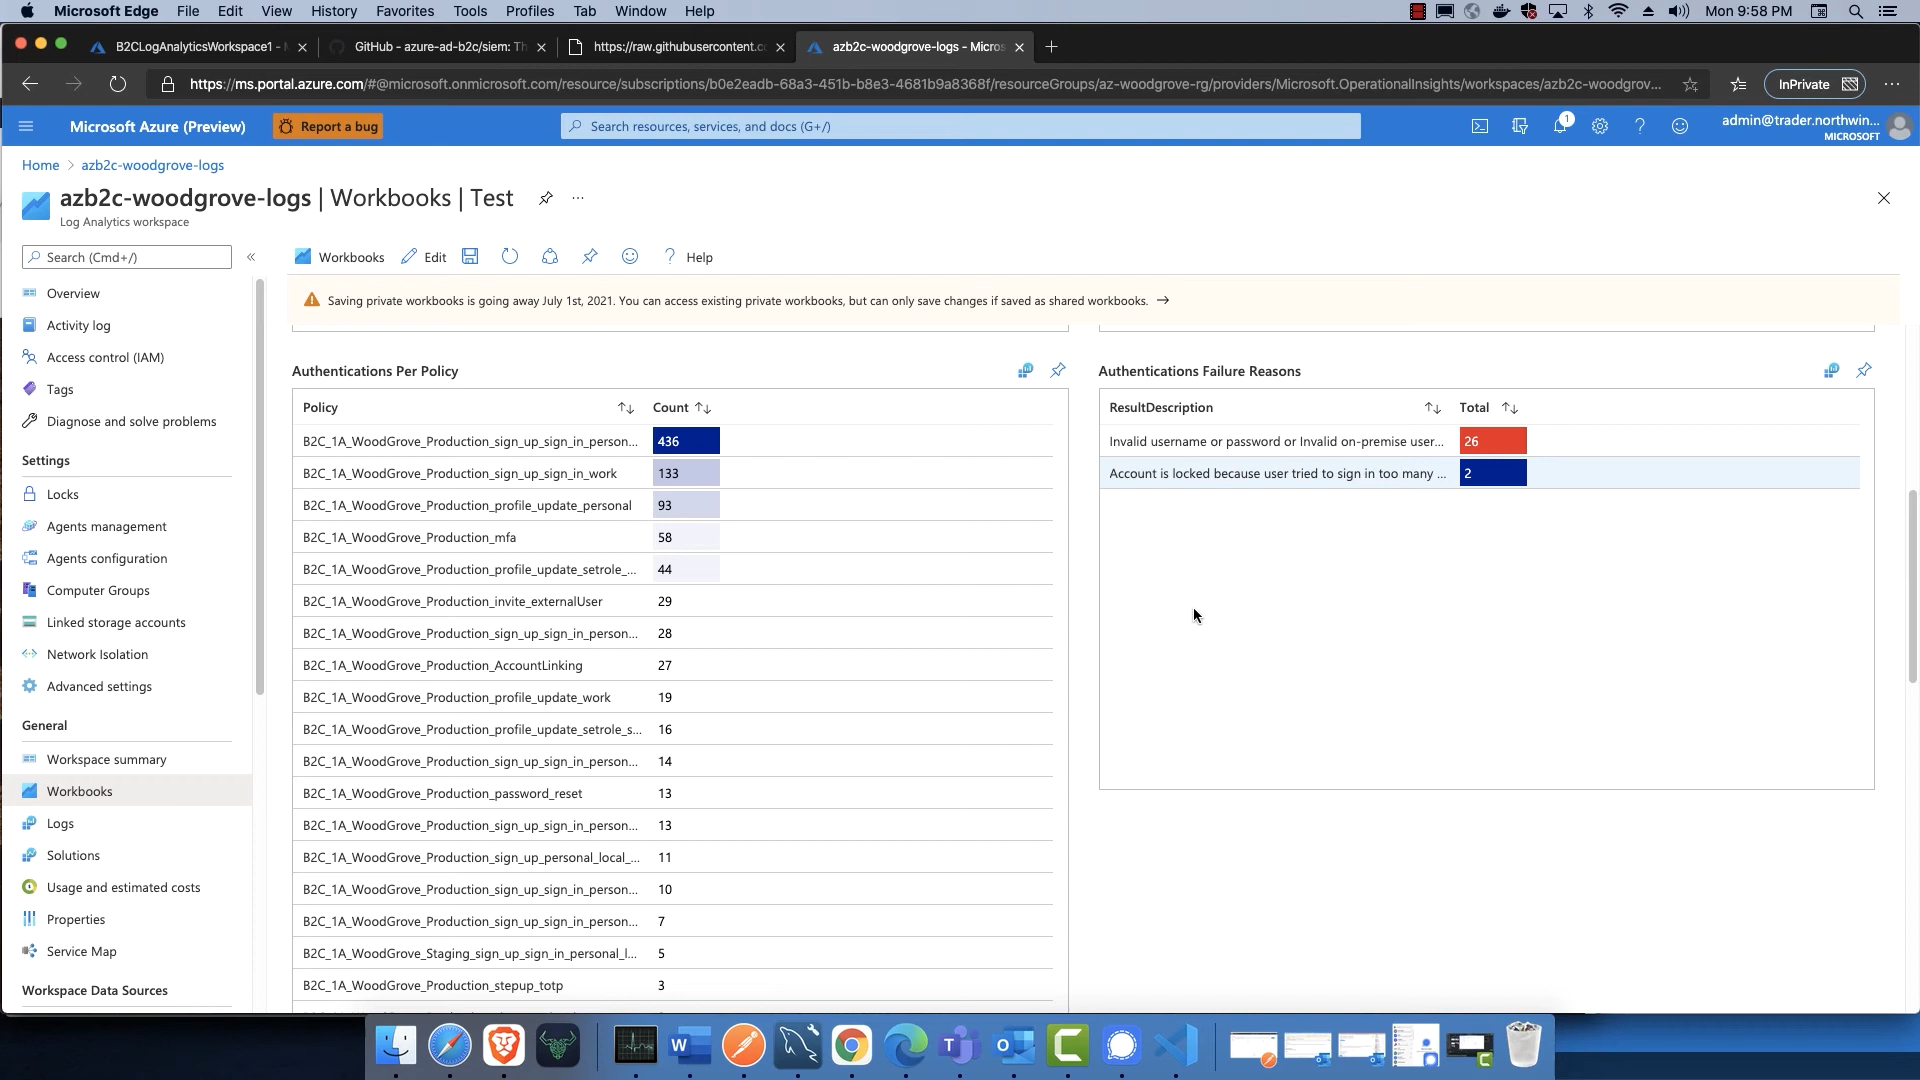 Microsoft Edge File Edit View History Favorites Tools Profiles Tab Window Help
Mon 9:58 PM
B2CLogAnalyticsWorkspace1 - M
GitHub - azure-ad-b2c/siem: Th
https://raw.githubusercontent.c
azb2c-woodgrove-logs - Micros
https://ms.portal.azure.com/#@microsoft.onmicrosoft.com/resource/subscriptions/b0e2eadb-68a3-451b-b8e3-4681b9a8368f/resourceGroups/az-woodgrove-rg/providers/Microsoft.OperationalInsights/workspaces/azb2c-woodgrov...
InPrivate
Microsoft Azure (Preview)
Report a bug
Search resources, services, and docs (G+/)
1
admin@trader.northwin...
MICROSOFT
Home > azb2c-woodgrove-logs
azb2c-woodgrove-logs | Workbooks | Test
Log Analytics workspace
Search (Cmd+/)
Workbooks Edit Help
Saving private workbooks is going away July 1st, 2021. You can access existing private workbooks, but can only save changes if saved as shared workbooks.
Overview
Activity log
Access control (IAM)
Tags
Diagnose and solve problems
Settings
Locks
Agents management
Agents configuration
Computer Groups
Linked storage accounts
Network Isolation
Advanced settings
General
Workspace summary
Workbooks
Logs
Solutions
Usage and estimated costs
Properties
Service Map
Workspace Data Sources
Authentications Per Policy
Policy Count
B2C_1A_WoodGrove_Production_sign_up_sign_in_person... 436
B2C_1A_WoodGrove_Production_sign_up_sign_in_work 133
B2C_1A_WoodGrove_Production_profile_update_personal 93
B2C_1A_WoodGrove_Production_mfa 58
B2C_1A_WoodGrove_Production_profile_update_setrole_... 44
B2C_1A_WoodGrove_Production_invite_externalUser 29
B2C_1A_WoodGrove_Production_sign_up_sign_in_person... 28
B2C_1A_WoodGrove_Production_AccountLinking 27
B2C_1A_WoodGrove_Production_profile_update_work 19
B2C_1A_WoodGrove_Production_profile_update_setrole_s... 16
B2C_1A_WoodGrove_Production_sign_up_sign_in_person... 14
B2C_1A_WoodGrove_Production_password_reset 13
B2C_1A_WoodGrove_Production_sign_up_sign_in_person... 13
B2C_1A_WoodGrove_Production_sign_up_personal_local_... 11
B2C_1A_WoodGrove_Production_sign_up_sign_in_person... 10
B2C_1A_WoodGrove_Production_sign_up_sign_in_person... 7
B2C_1A_WoodGrove_Staging_sign_up_sign_in_personal_l... 5
B2C_1A_WoodGrove_Production_stepup_totp 3
Authentications Failure Reasons
ResultDescription Total
Invalid username or password or Invalid on-premise user... 26
Account is locked because user tried to sign in too many ... 2